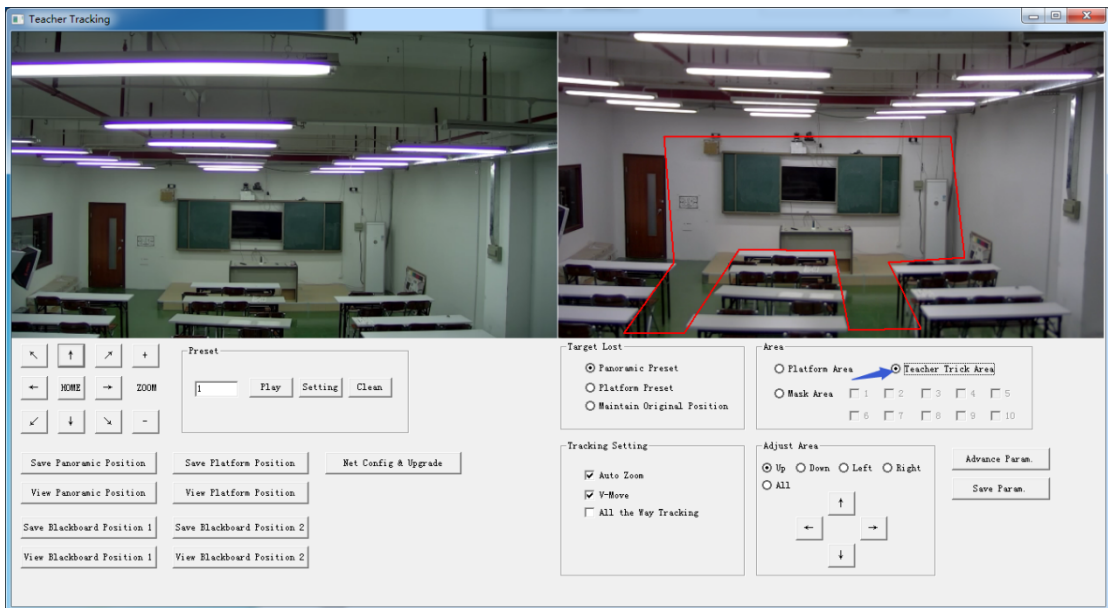 Teacher Tracking
↖ ↑ ↗ +
← HOME → ZOOM
↙ ↓ ↘ -
Preset
1 Play Setting Clean
Save Panoramic Position Save Platform Position Net Config & Upgrade
View Panoramic Position View Platform Position
Save Blackboard Position 1 Save Blackboard Position 2
View Blackboard Position 1 View Blackboard Position 2
Target Lost
Panoramic Preset
Platform Preset
Maintain Original Position
Area
Platform Area Teacher Trick Area
Mask Area 1 2 3 4 5
6 7 8 9 10
Tracking Setting
Auto Zoom
V-Move
All the Way Tracking
Adjust Area
Up Down Left Right
All
↑
← →
↓
Advance Param.
Save Param.